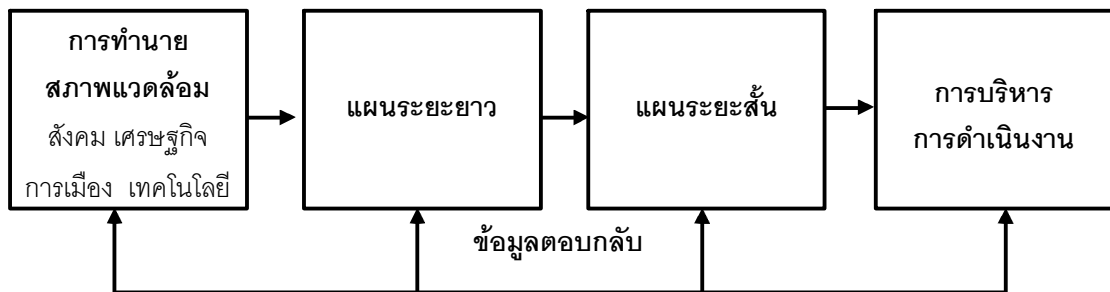 การทำนาย
สภาพแวดล้อม
สังคม เศรษฐกิจ
การเมือง เทคโนโลยี
แผนระยะยาว
แผนระยะสั้น
การบริหาร
การดำเนินงาน
ข้อมูลตอบกลับ